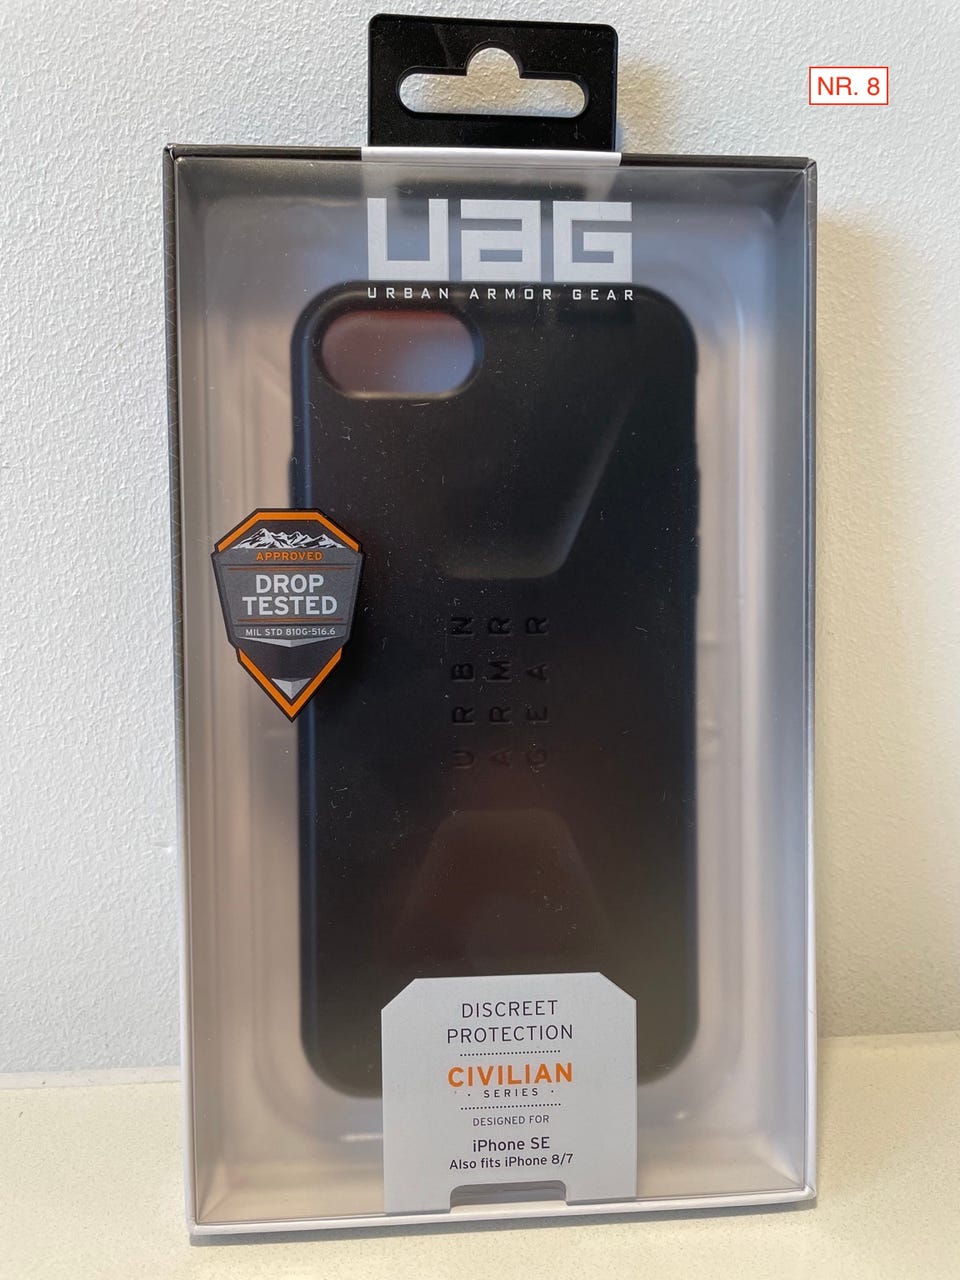 NR. 8
UAG
URBAN ARMOR GEAR
APPROVED
DROP
TESTED
MIL STD 810G-516.6
URBN
ARMR
GEAR
DISCREET
PROTECTION
CIVILIAN
· SERIES ·
DESIGNED FOR
iPhone SE
Also fits iPhone 8/7